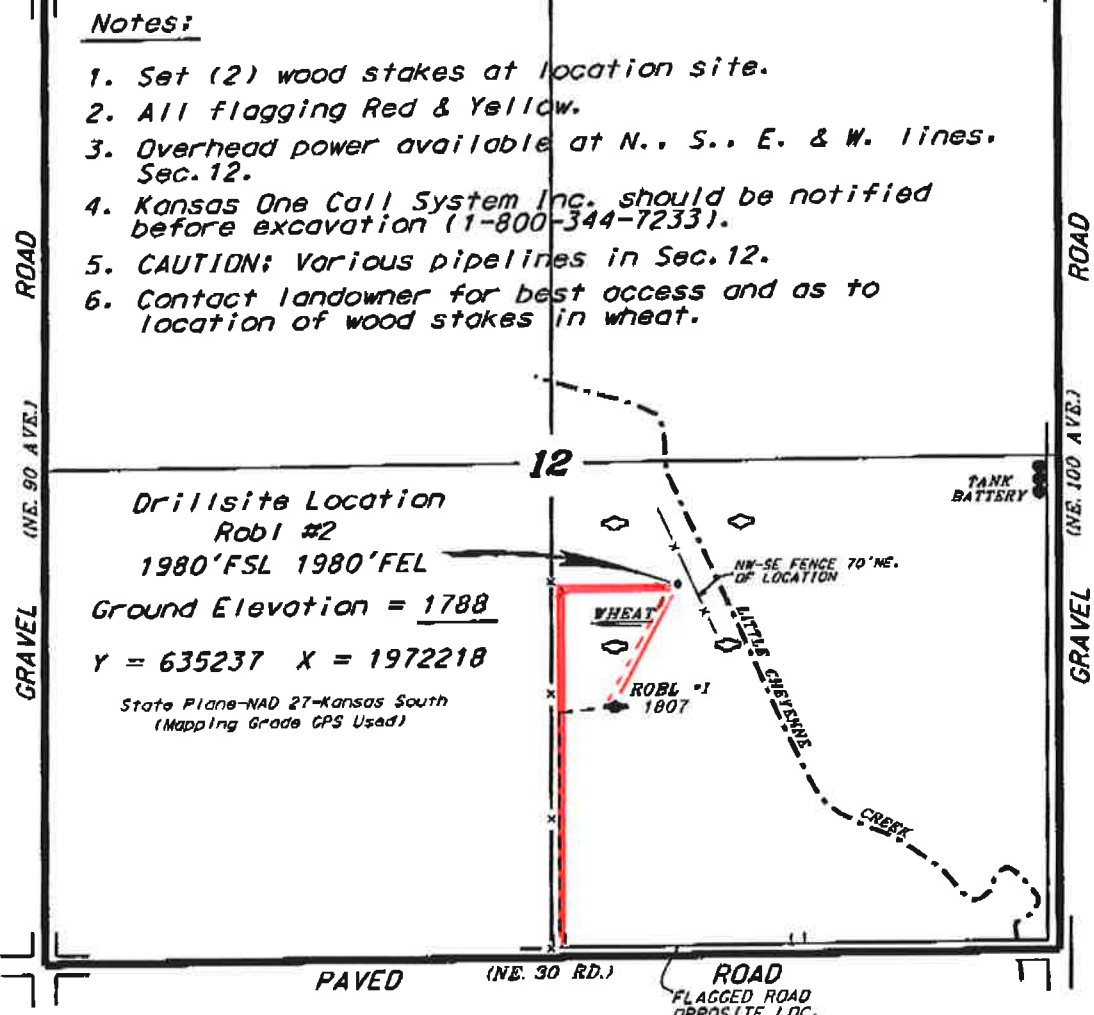 Notes:
1. Set (2) wood stakes at location site.
2. All flagging Red & Yellow.
3. Overhead power available at N., S., E. & W. lines.
Sec. 12.
4. Kansas One Call System Inc. should be notified
before excavation (1-800-344-7233).
5. CAUTION: Various pipelines in Sec. 12.
6. Contact landowner for best access and as to
location of wood stakes in wheat.
ROAD
(NE. 90 AVE.)
GRAVEL
ROAD
(NE. 100 AVE.)
GRAVEL
12
TANK
BATTERY
Drillsite Location
Robl #2
1980'FSL 1980'FEL
Ground Elevation = 1788
Y = 635237 X = 1972218
State Plane-NAD 27-Kansas South
(Mapping Grade GPS Used)
NW-SE FENCE 70'NE.
OF LOCATION
WHEAT
ROBL #1
1807
LITTLE CHEYENNE
CREEK
PAVED
(NE. 30 RD.)
ROAD
FLAGGED ROAD
OPPOSITE LOC.